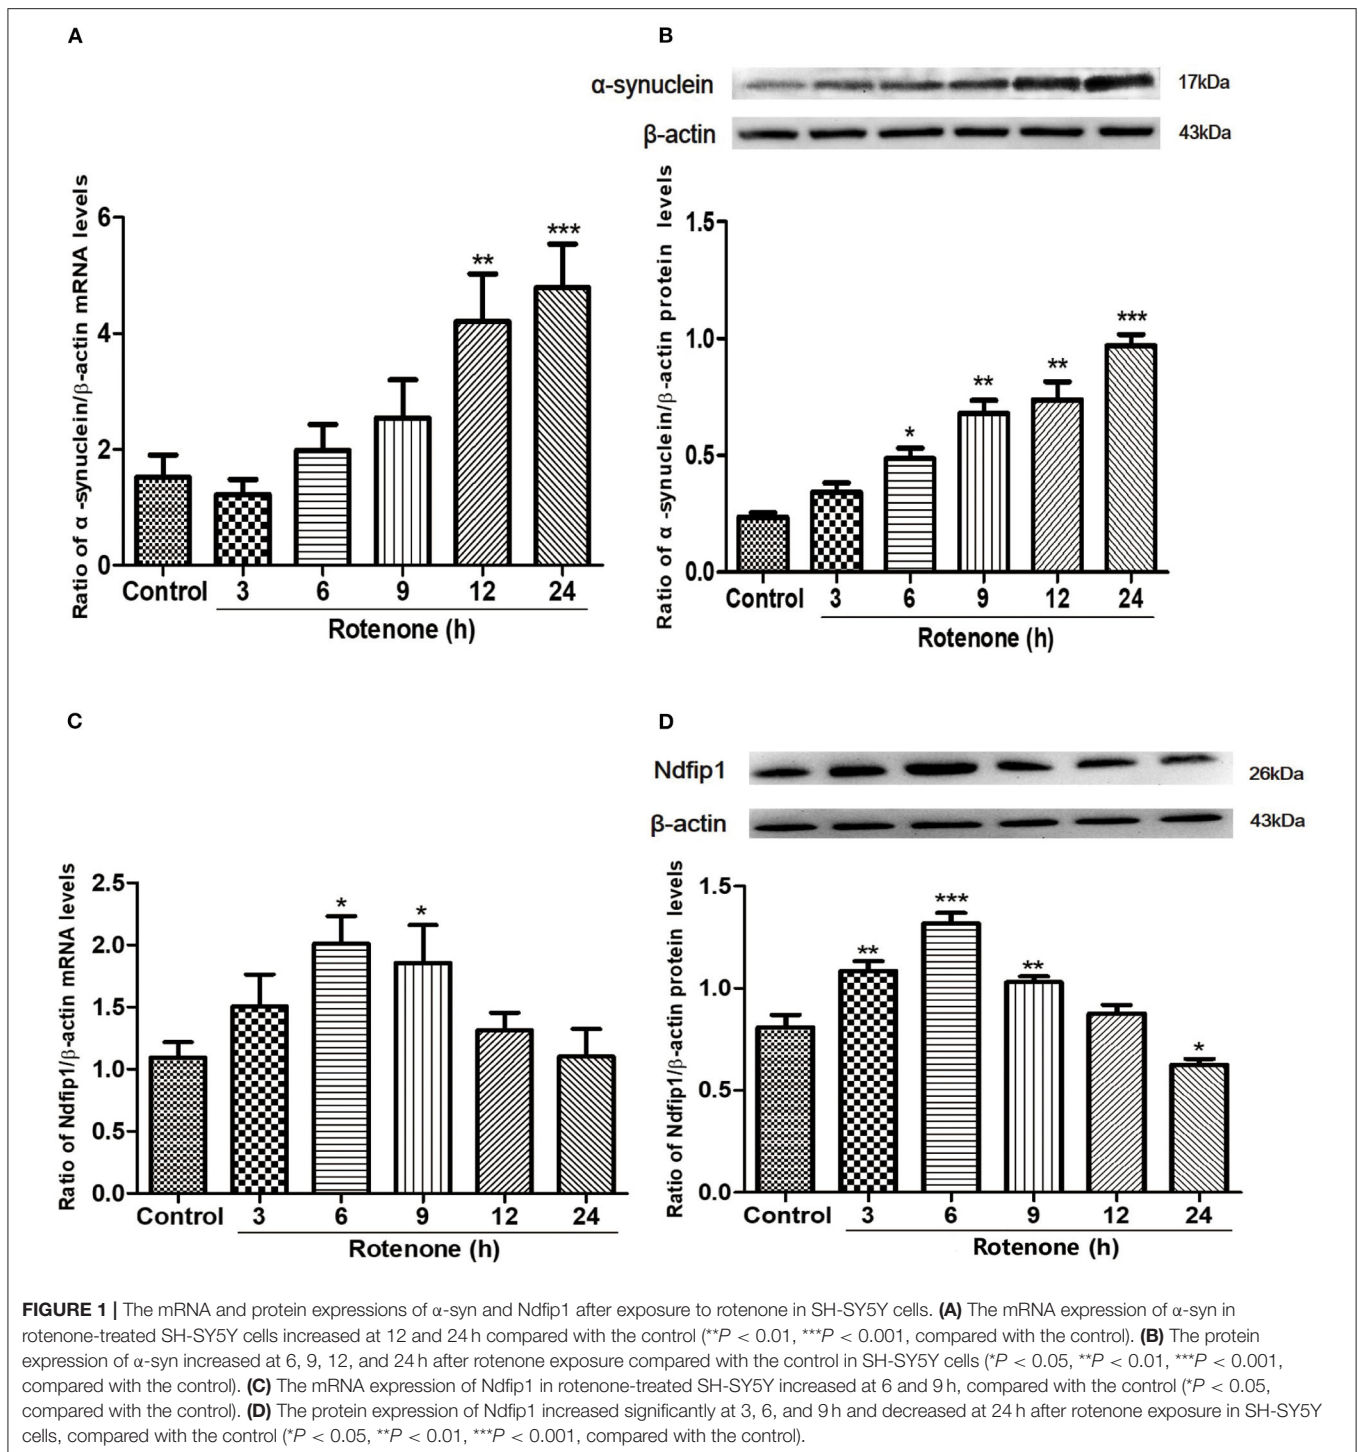 A
Ratio of α -synuclein/β-actin mRNA levels
6
4
2
0
** ***
Control 3 6 9 12 24
Rotenone (h)
B
α-synuclein 17kDa
β-actin 43kDa
Ratio of α -synuclein/β-actin protein levels
1.5
1.0
0.5
0.0
* ** ** ***
Control 3 6 9 12 24
Rotenone (h)
C
Ratio of Ndfip1/β-actin mRNA levels
2.5
2.0
1.5
1.0
0.5
0.0
* *
Control 3 6 9 12 24
Rotenone (h)
D
Ndfip1 26kDa
β-actin 43kDa
Ratio of Ndfip1/β-actin protein levels
1.5
1.0
0.5
0.0
** *** ** *
Control 3 6 9 12 24
Rotenone (h)
FIGURE 1 | The mRNA and protein expressions of α-syn and Ndfip1 after exposure to rotenone in SH-SY5Y cells. (A) The mRNA expression of α-syn in
rotenone-treated SH-SY5Y cells increased at 12 and 24 h compared with the control (**P < 0.01, ***P < 0.001, compared with the control). (B) The protein
expression of α-syn increased at 6, 9, 12, and 24 h after rotenone exposure compared with the control in SH-SY5Y cells (*P < 0.05, **P < 0.01, ***P < 0.001,
compared with the control). (C) The mRNA expression of Ndfip1 in rotenone-treated SH-SY5Y increased at 6 and 9 h, compared with the control (*P < 0.05,
compared with the control). (D) The protein expression of Ndfip1 increased significantly at 3, 6, and 9 h and decreased at 24 h after rotenone exposure in SH-SY5Y
cells, compared with the control (*P < 0.05, **P < 0.01, ***P < 0.001, compared with the control).